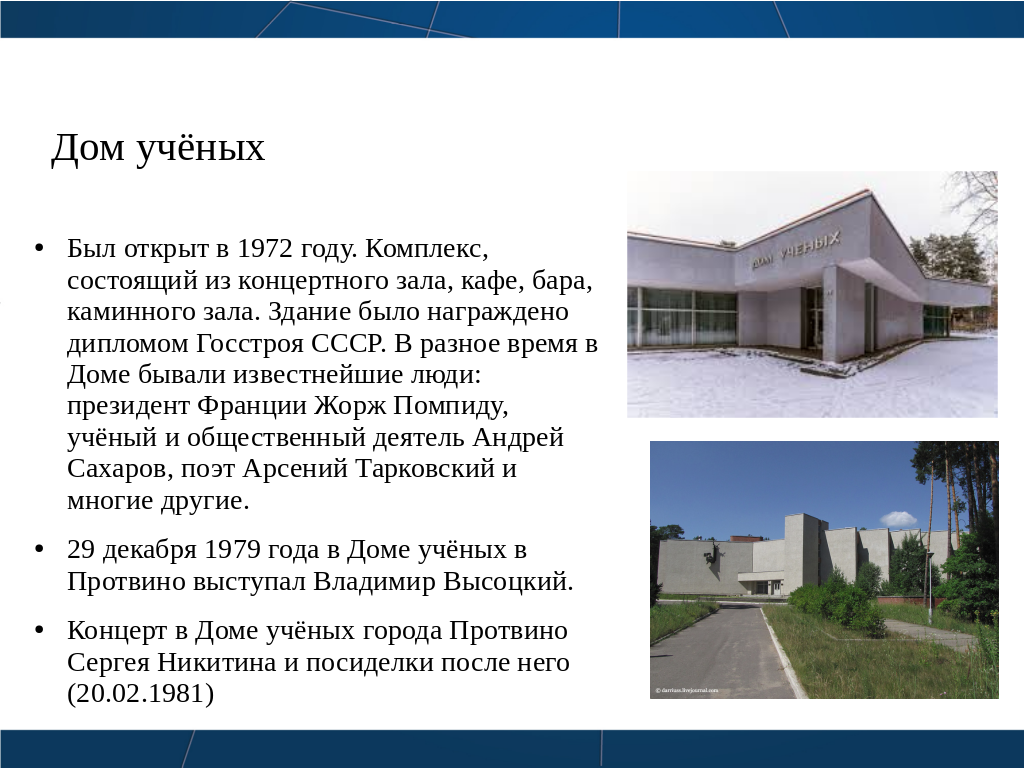 Дом учёных
• Был открыт в 1972 году. Комплекс,
состоящий из концертного зала, кафе, бара,
каминного зала. Здание было награждено
дипломом Госстроя СССР. В разное время в
Доме бывали известнейшие люди:
президент Франции Жорж Помпиду,
учёный и общественный деятель Андрей
Сахаров, поэт Арсений Тарковский и
многие другие.
• 29 декабря 1979 года в Доме учёных в
Протвино выступал Владимир Высоцкий.
• Концерт в Доме учёных города Протвино
Сергея Никитина и посиделки после него
(20.02.1981)
ДОМ УЧЕНЫХ
© darriuss.livejournal.com